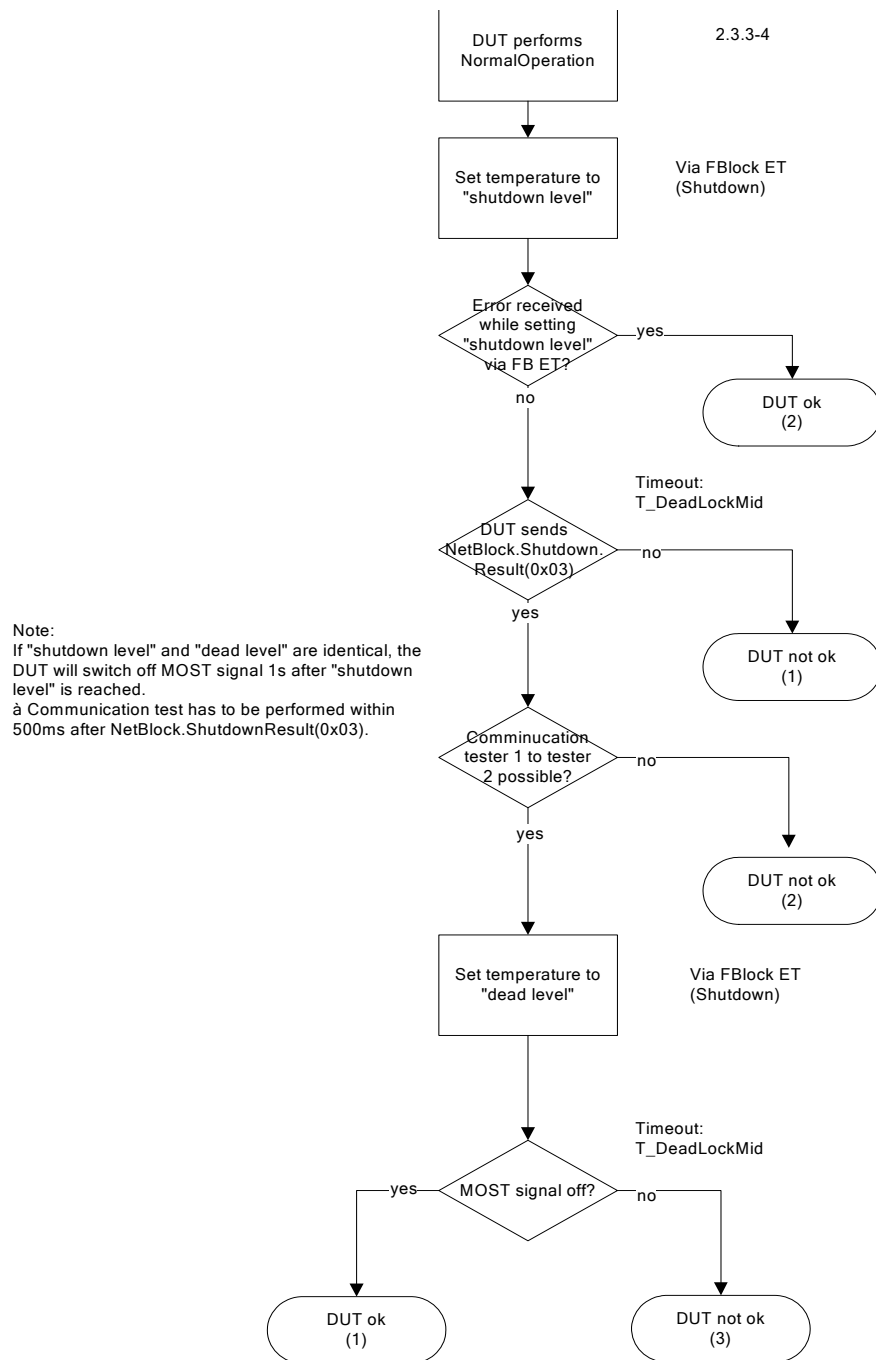 DUT performs
NormalOperation
2.3.3-4
Set temperature to
"shutdown level"
Via FBlock ET
(Shutdown)
Error received
while setting
"shutdown level"
via FB ET?
yes
no
DUT ok
(2)
Timeout:
T_DeadLockMid
DUT sends
NetBlock.Shutdown.
Result(0x03)
no
yes
DUT not ok
(1)
Note:
If "shutdown level" and "dead level" are identical, the
DUT will switch off MOST signal 1s after "shutdown
level" is reached.
à Communication test has to be performed within
500ms after NetBlock.ShutdownResult(0x03).
Comminucation
tester 1 to tester
2 possible?
no
yes
DUT not ok
(2)
Set temperature to
"dead level"
Via FBlock ET
(Shutdown)
Timeout:
T_DeadLockMid
MOST signal off?
yes
no
DUT ok
(1)
DUT not ok
(3)